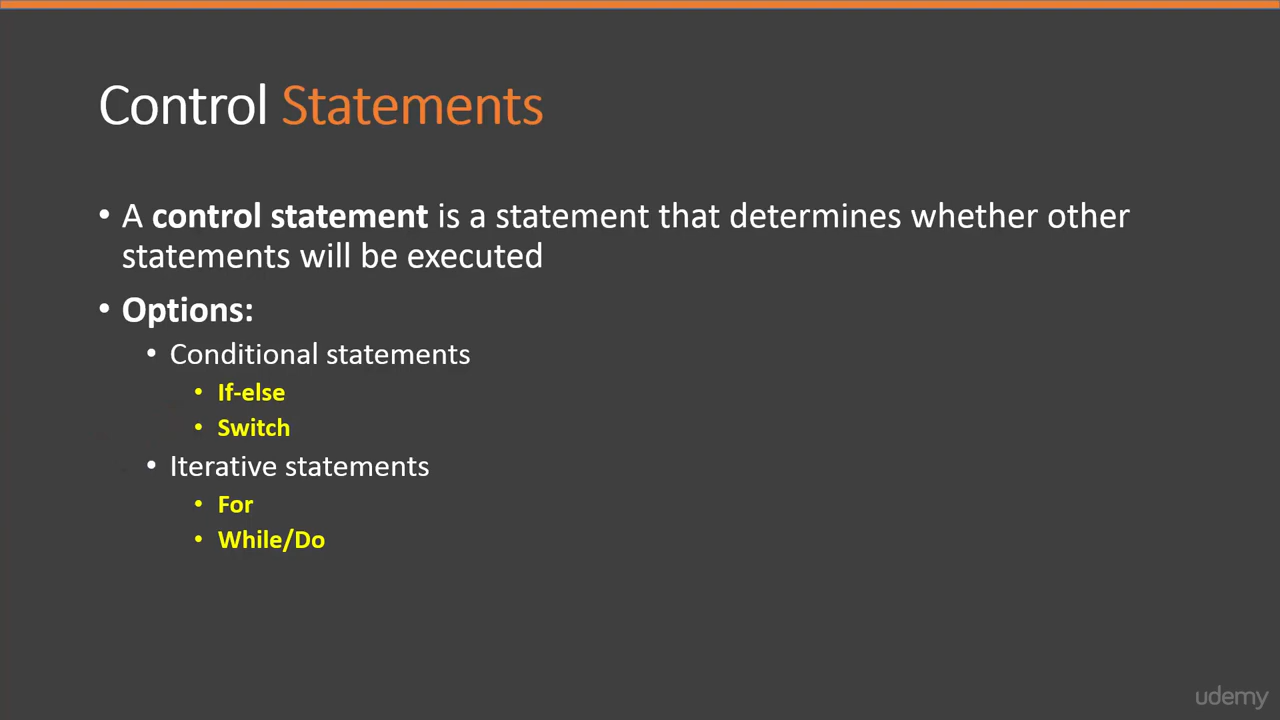 Control Statements
• A control statement is a statement that determines whether other
statements will be executed
• Options:
• Conditional statements
• If-else
• Switch
• Iterative statements
• For
• While/Do
udemy